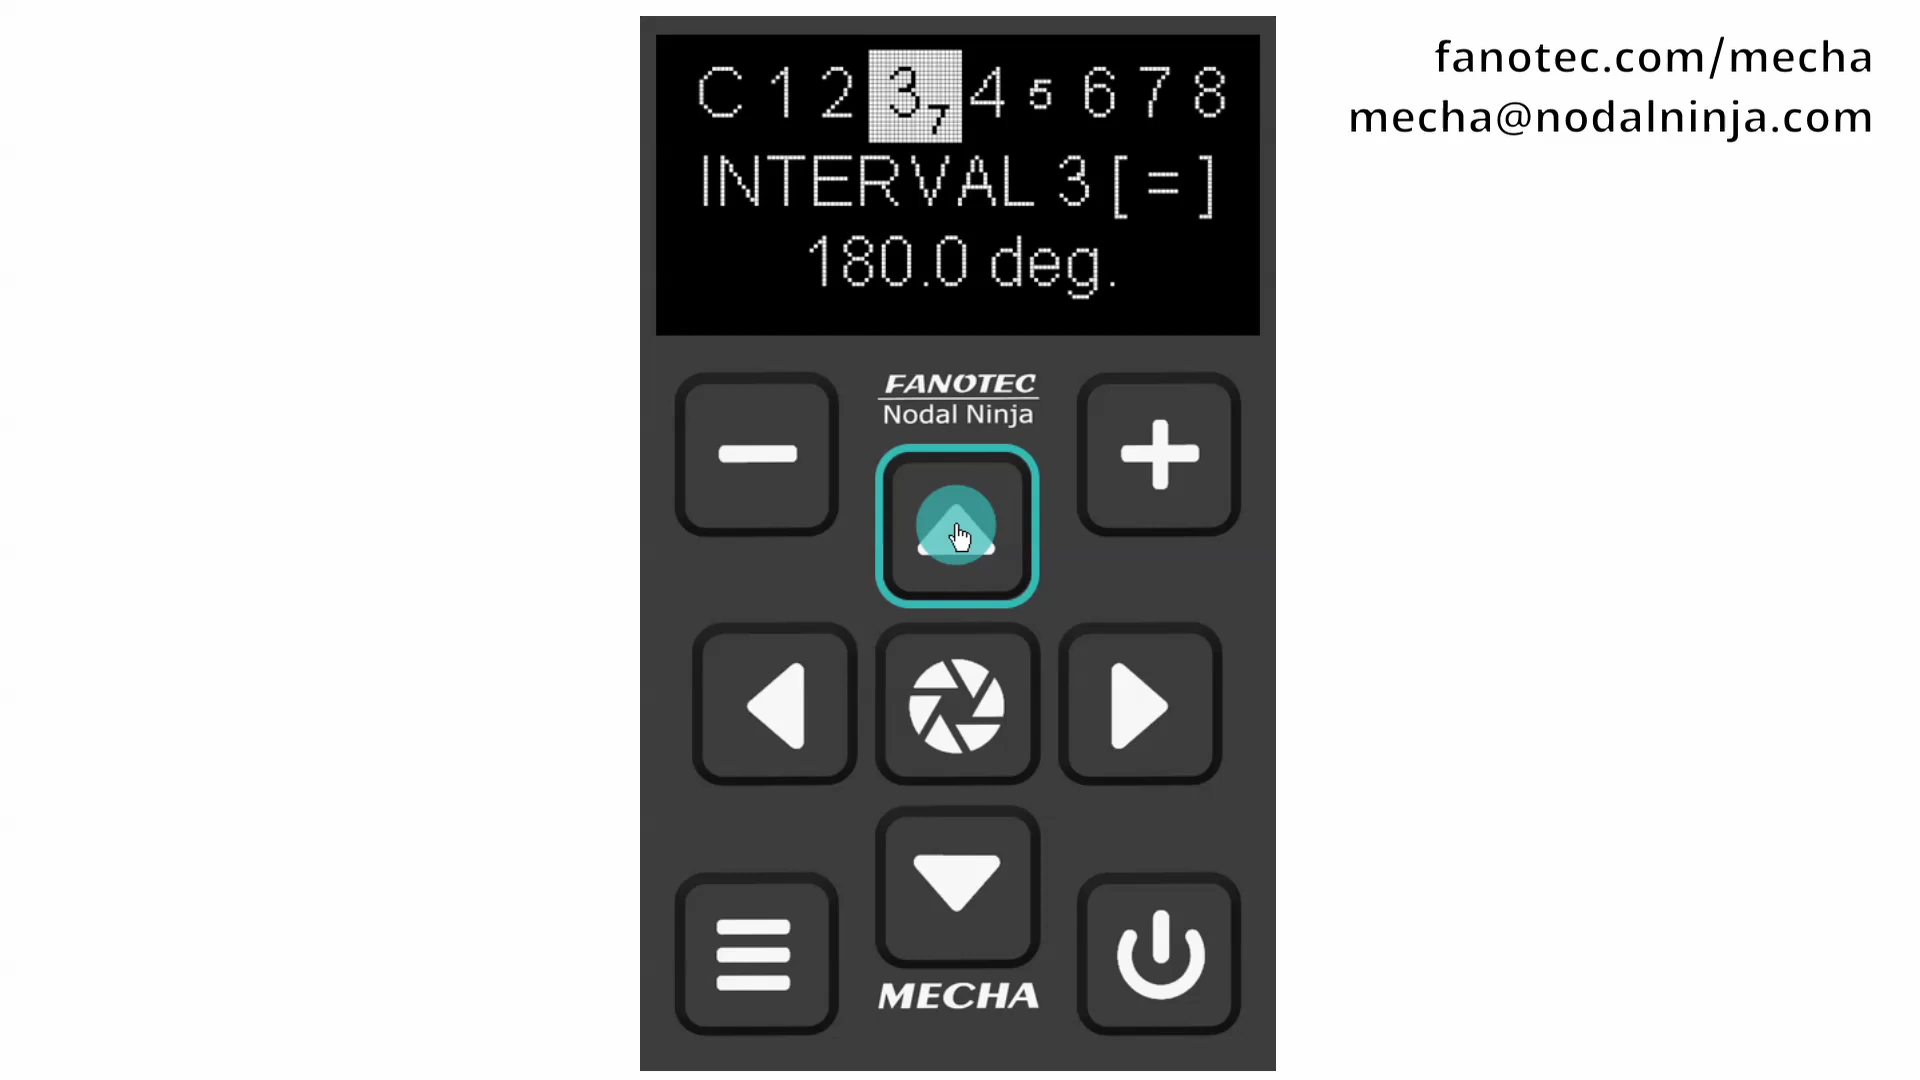 fanotec.com/mecha
mecha@nodalninja.com
C 1 2 3 7 4 5 6 7 8
INTERVAL 3 [ = ]
180.0 deg.
FANOTEC
Nodal Ninja
MECHA